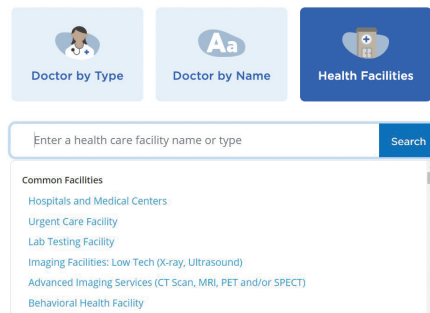 Doctor by Type
Aa
Doctor by Name
Health Facilities
Enter a health care facility name or type
Search
Common Facilities
Hospitals and Medical Centers
Urgent Care Facility
Lab Testing Facility
Imaging Facilities: Low Tech (X-ray, Ultrasound)
Advanced Imaging Services (CT Scan, MRI, PET and/or SPECT)
Behavioral Health Facility